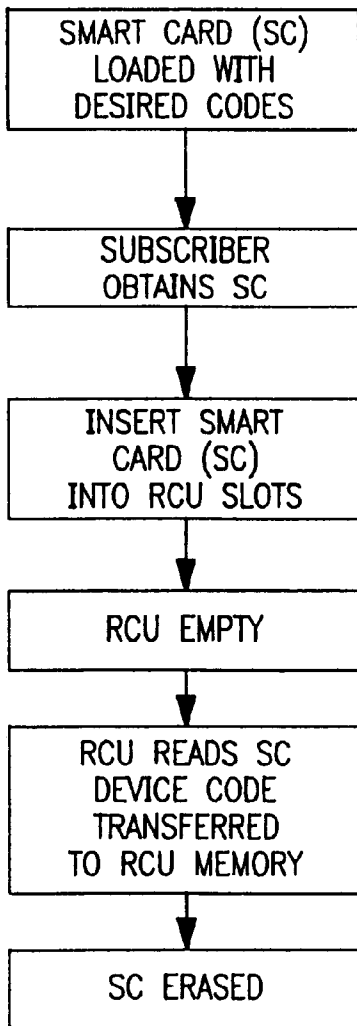 SMART CARD (SC)
LOADED WITH
DESIRED CODES
SUBSCRIBER
OBTAINS SC
INSERT SMART
CARD (SC)
INTO RCU SLOTS
RCU EMPTY
RCU READS SC
DEVICE CODE
TRANSFERRED
TO RCU MEMORY
SC ERASED